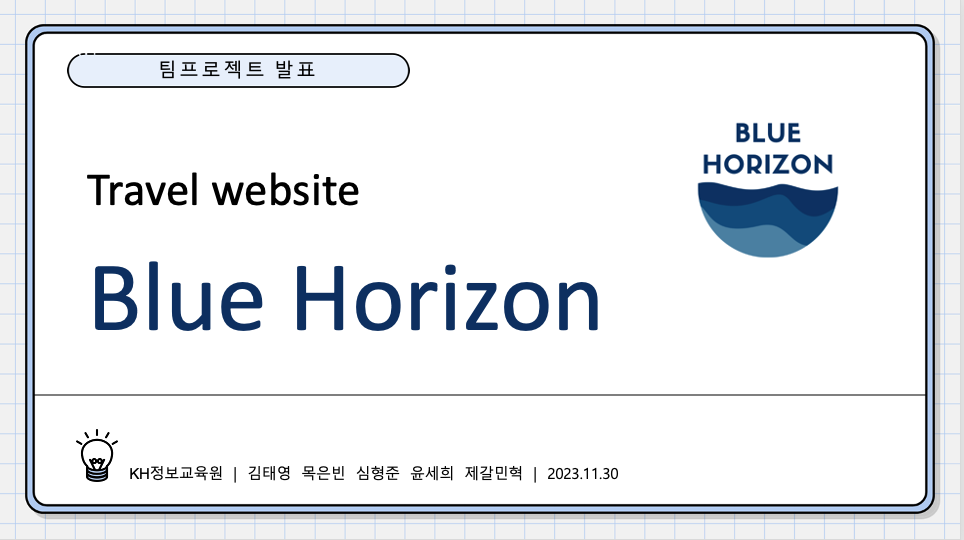 팀프로젝트 발표
BLUE
HORIZON
Travel website
Blue Horizon
KH정보교육원 | 김태영 목은빈 심형준 윤세희 제갈민혁 | 2023.11.30